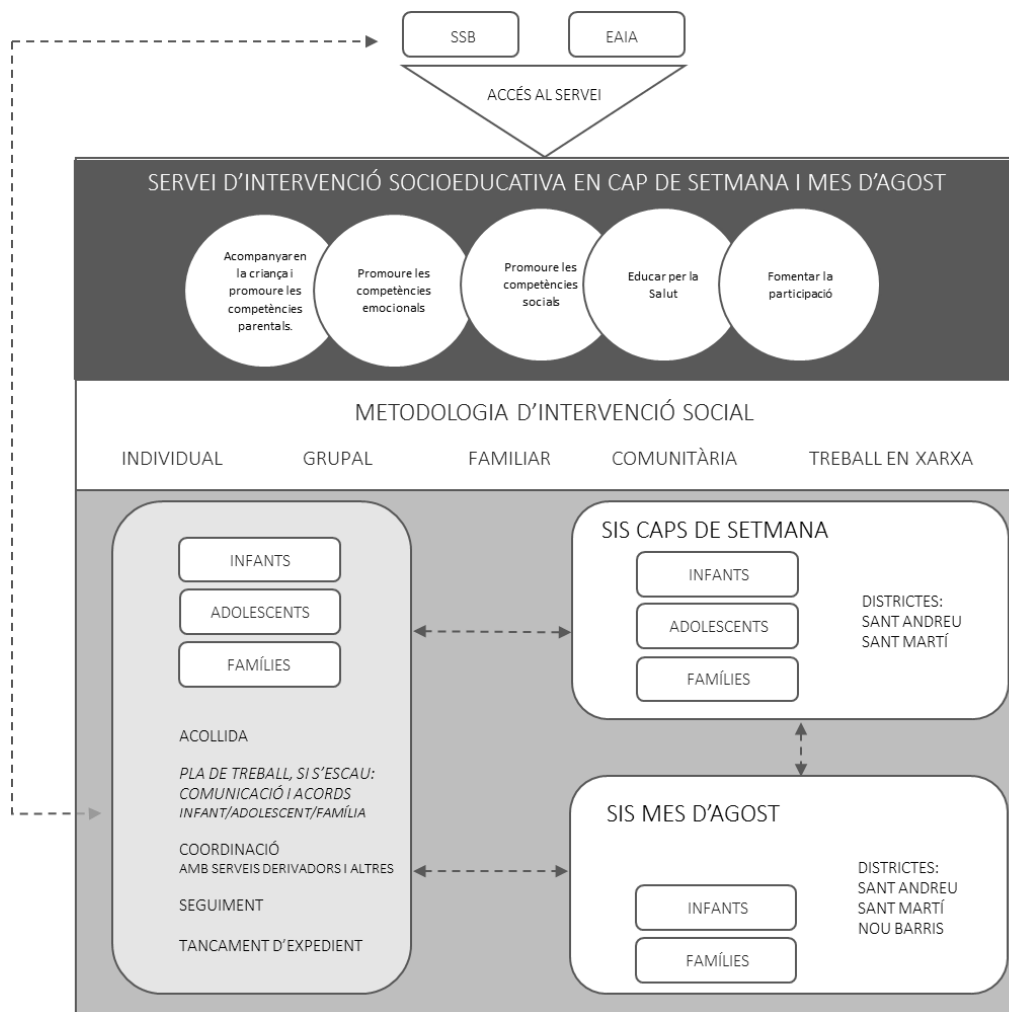 SSB
EAIA
ACCÉS AL SERVEI
SERVEI D'INTERVENCIÓ SOCIOEDUCATIVA EN CAP DE SETMANA I MES D'AGOST
Acompanyar en
la criança i
promoure les
competències
parentals.
Promoure les
competències
emocionals
Promoure les
competències
socials
Educar per la
Salut
Fomentar la
participació
METODOLOGIA D'INTERVENCIÓ SOCIAL
INDIVIDUAL
GRUPAL
FAMILIAR
COMUNITÀRIA
TREBALL EN XARXA
INFANTS
ADOLESCENTS
FAMÍLIES
ACOLLIDA
PLA DE TREBALL, SI S'ESCAU:
COMUNICACIÓ I ACORDS
INFANT/ADOLESCENT/FAMÍLIA
COORDINACIÓ
AMB SERVEIS DERIVADORS I ALTRES
SEGUIMENT
TANCAMENT D'EXPEDIENT
SIS CAPS DE SETMANA
INFANTS
ADOLESCENTS
FAMÍLIES
DISTRICTES:
SANT ANDREU
SANT MARTÍ
SIS MES D'AGOST
INFANTS
FAMÍLIES
DISTRICTES:
SANT ANDREU
SANT MARTÍ
NOU BARRIS